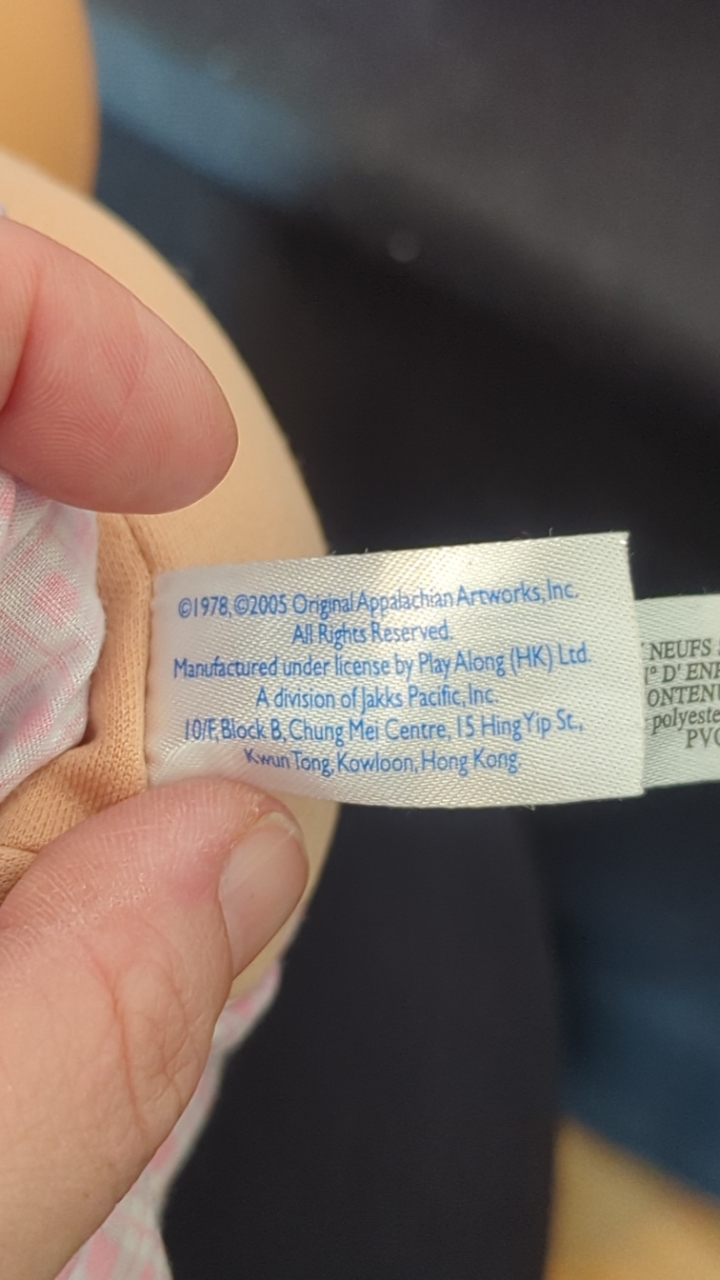 ©1978, ©2005 Original Appalachian Artworks, Inc.
All Rights Reserved.
Manufactured under license by Play Along (HK) Ltd.
A division of Jakks Pacific, Inc.
10/F, Block B, Chung Mei Centre, 15 Hing Yip St.,
Kwun Tong, Kowloon, Hong Kong
NEUFS
D'
polyeste
PVC